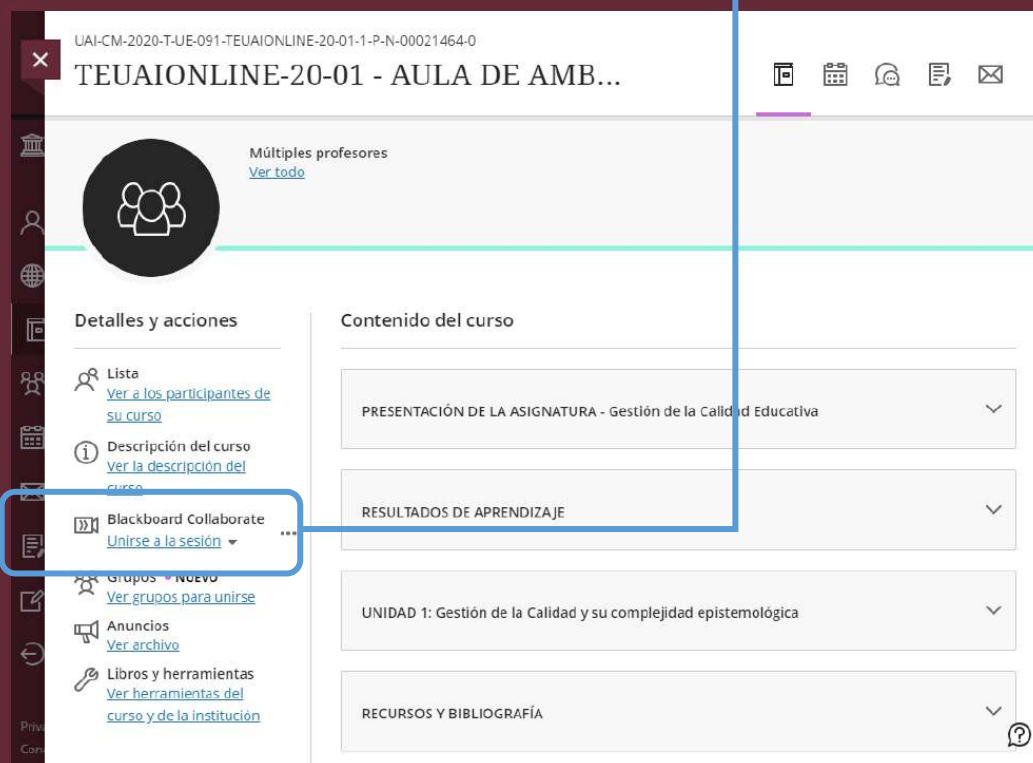 UAI-CM-2020-T-UE-091-TEUAIONLINE-20-01-1-P-N-00021464-0
TEUAIONLINE-20-01 - AULA DE AMB...
Múltiples profesores
Ver todo
Detalles y acciones
Lista
Ver a los participantes de
su curso
Descripción del curso
Ver la descripción del
curso
Blackboard Collaborate
Unirse a la sesión
Grupos • NUEVO
Ver grupos para unirse
Anuncios
Ver archivo
Libros y herramientas
Ver herramientas del
curso y de la institución
Contenido del curso
PRESENTACIÓN DE LA ASIGNATURA - Gestión de la Calidad Educativa
RESULTADOS DE APRENDIZAJE
UNIDAD 1: Gestión de la Calidad y su complejidad epistemológica
RECURSOS Y BIBLIOGRAFÍA